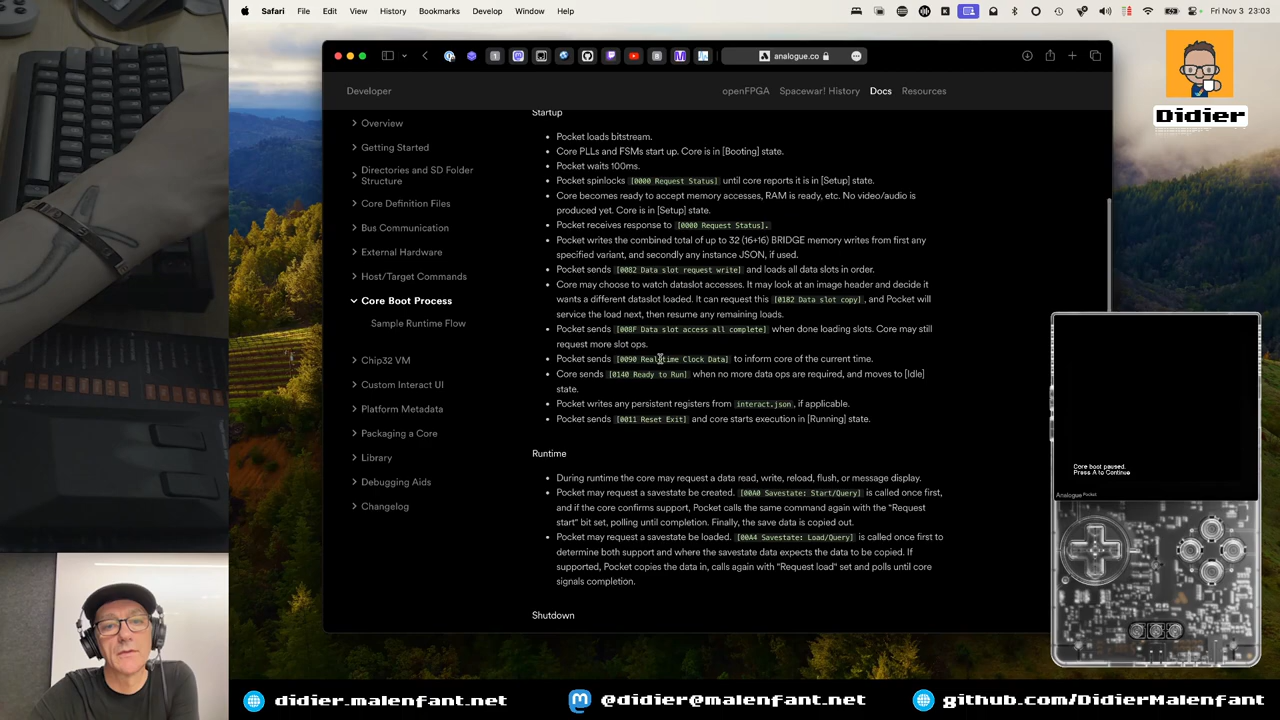 Safari File Edit View History Bookmarks Develop Window Help Fri Nov 3 23:03
analogue.co
Developer openFPGA Spacewar! History Docs Resources
Overview
Getting Started
Directories and SD Folder
Structure
Core Definition Files
Bus Communication
External Hardware
Host/Target Commands
Core Boot Process
Sample Runtime Flow
Chip32 VM
Custom Interact UI
Platform Metadata
Packaging a Core
Library
Debugging Aids
Changelog
Startup
Pocket loads bitstream.
Core PLLs and FSMs start up. Core is in [Booting] state.
Pocket waits 100ms.
Pocket spinlocks [0000 Request Status] until core reports it is in [Setup] state.
Core becomes ready to accept memory accesses, RAM is ready, etc. No video/audio is
produced yet. Core is in [Setup] state.
Pocket receives response to [0000 Request Status].
Pocket writes the combined total of up to 32 (16+16) BRIDGE memory writes from first any
specified variant, and secondly any instance JSON, if used.
Pocket sends [0082 Data slot request write] and loads all data slots in order.
Core may choose to watch dataslot accesses. It may look at an image header and decide it
wants a different dataslot loaded. It can request this [0182 Data slot copy], and Pocket will
service the load next, then resume any remaining loads.
Pocket sends [008F Data slot access all complete] when done loading slots. Core may still
request more slot ops.
Pocket sends [0090 Real-time Clock Data] to inform core of the current time.
Core sends [0140 Ready to Run] when no more data ops are required, and moves to [Idle]
state.
Pocket writes any persistent registers from interact.json, if applicable.
Pocket sends [0011 Reset Exit] and core starts execution in [Running] state.
Runtime
During runtime the core may request a data read, write, reload, flush, or message display.
Pocket may request a savestate be created. [00A0 Savestate: Start/Query] is called once first,
and if the core confirms support, Pocket calls the same command again with the "Request
start" bit set, polling until completion. Finally, the save data is copied out.
Pocket may request a savestate be loaded. [00A4 Savestate: Load/Query] is called once first to
determine both support and where the savestate data expects the data to be copied. If
supported, Pocket copies the data in, calls again with "Request load" set and polls until core
signals completion.
Shutdown
Didier
Core boot paused.
Press A to Continue
Analogue Pocket
didier.malenfant.net @didier@malenfant.net github.com/DidierMalenfant